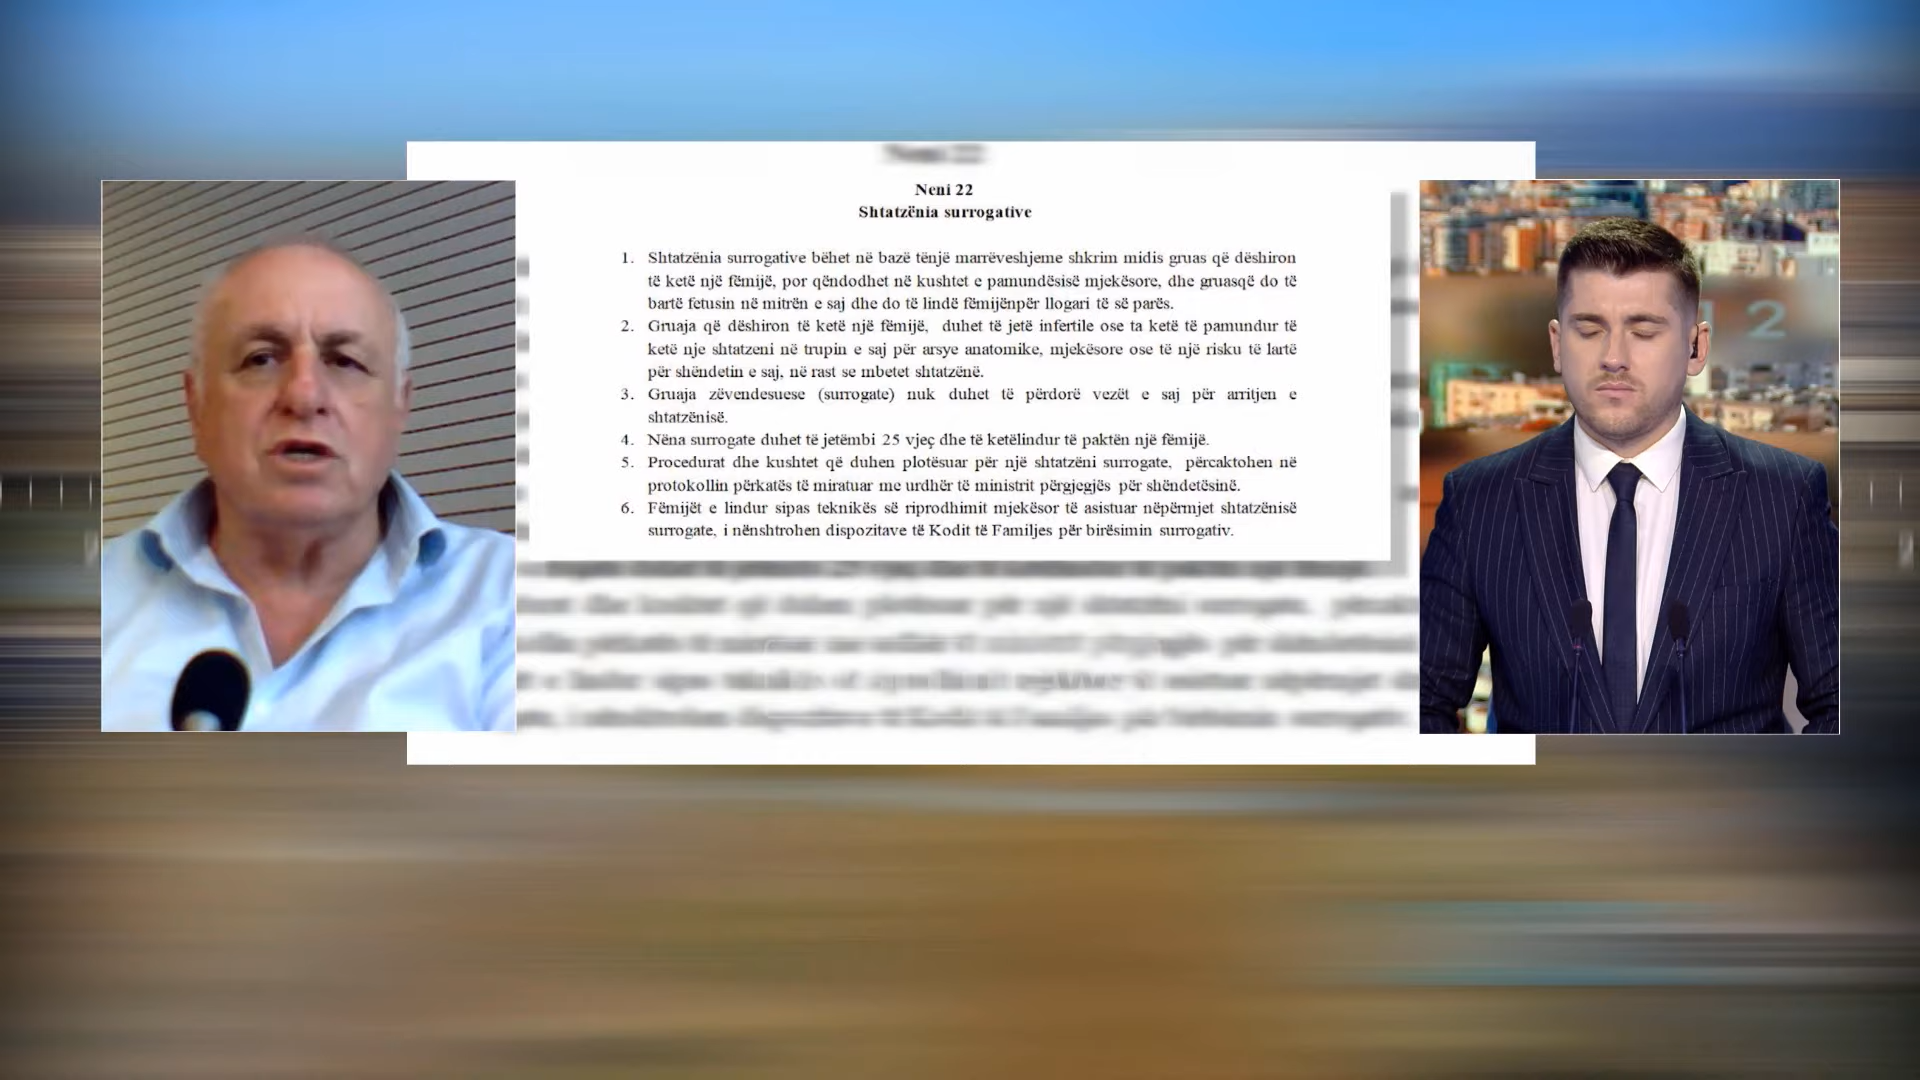 Neni 22
Neni 22
Shtatzënia surrogative
1. Shtatzënia surrogative bëhet në bazë tënjë marrëveshjeme shkrim midis gruas që dëshiron
të ketë një fëmijë, por qëndodhet në kushtet e pamundësisë mjekësore, dhe gruasqë do të
bartë fetusin në mitrën e saj dhe do të lindë fëmijënpër llogari të së parës.
2. Gruaja që dëshiron të ketë një fëmijë, duhet të jetë infertile ose ta ketë të pamundur të
ketë nje shtatzeni në trupin e saj për arsye anatomike, mjekësore ose të një risku të lartë
për shëndetin e saj, në rast se mbetet shtatzënë.
3. Gruaja zëvendesuese (surrogate) nuk duhet të përdorë vezët e saj për arritjen e
shtatzënisë.
4. Nëna surrogate duhet të jetëmbi 25 vjeç dhe të ketëlindur të paktën një fëmijë.
5. Procedurat dhe kushtet që duhen plotësuar për një shtatzëni surrogate, përcaktohen në
protokollin përkatës të miratuar me urdhër të ministrit përgjegjës për shëndetësinë.
6. Fëmijët e lindur sipas teknikës së riprodhimit mjekësor të asistuar nëpërmjet shtatzënisë
surrogate, i nënshtrohen dispozitave të Kodit të Familjes për birësimin surrogativ.
12